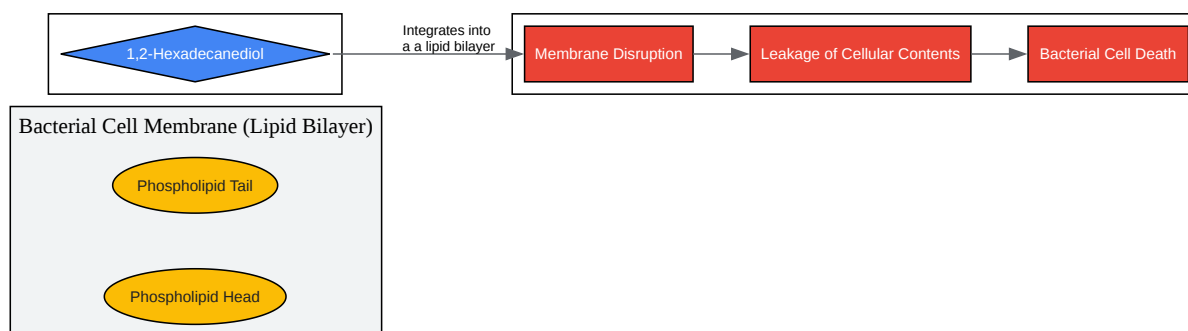 1,2-Hexadecanediol
Integrates into
a a lipid bilayer
Membrane Disruption
Leakage of Cellular Contents
Bacterial Cell Death
Bacterial Cell Membrane (Lipid Bilayer)
Phospholipid Tail
Phospholipid Head